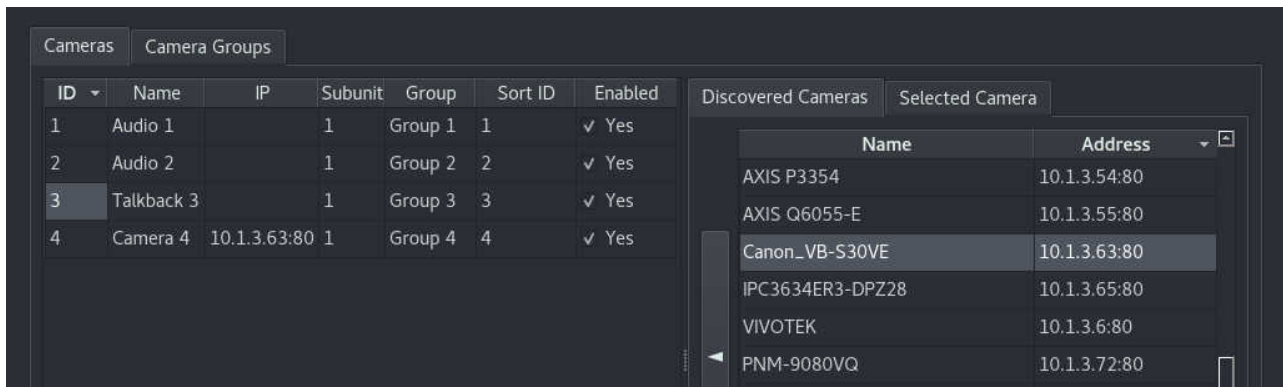 Cameras Camera Groups
ID Name IP Subunit Group Sort ID Enabled
1 Audio 1 1 Group 1 1 ✓ Yes
2 Audio 2 1 Group 2 2 ✓ Yes
3 Talkback 3 1 Group 3 3 ✓ Yes
4 Camera 4 10.1.3.63:80 1 Group 4 4 ✓ Yes
Discovered Cameras Selected Camera
Name Address
AXIS P3354 10.1.3.54:80
AXIS Q6055-E 10.1.3.55:80
Canon_VB-S30VE 10.1.3.63:80
IPC3634ER3-DPZ28 10.1.3.65:80
VIVOTEK 10.1.3.6:80
PNM-9080VQ 10.1.3.72:80